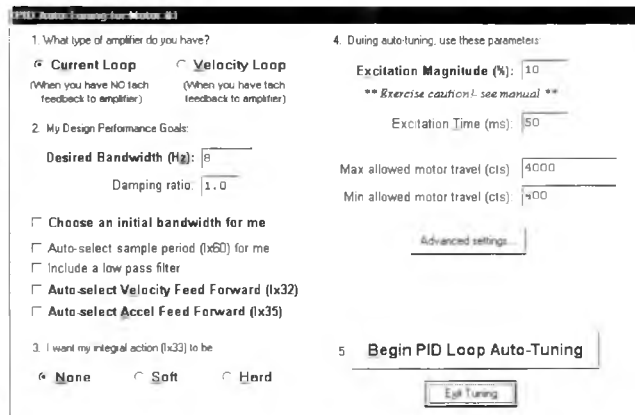 PID Auto Tuning for Motor #1
1. What type of amplifier do you have?
Current Loop
Velocity Loop
(When you have NO tach
feedback to amplifier)
(When you have tach
feedback to amplifier)
2. My Design Performance Goals:
Desired Bandwidth (Hz): 8
Damping ratio: 1.0
Choose an initial bandwidth for me
Auto-select sample period (Ix60) for me
Include a low pass filter
Auto-select Velocity Feed Forward (Ix32)
Auto-select Accel Feed Forward (Ix35)
3. I want my integral action (Ix33) to be
None
Soft
Hard
4. During auto-tuning, use these parameters:
Excitation Magnitude (%): 10
** Exercise caution!- see manual **
Excitation Time (ms): 50
Max allowed motor travel (cts) 4000
Min allowed motor travel (cts): 400
Advanced settings...
5 Begin PID Loop Auto-Tuning
Exit Tuning